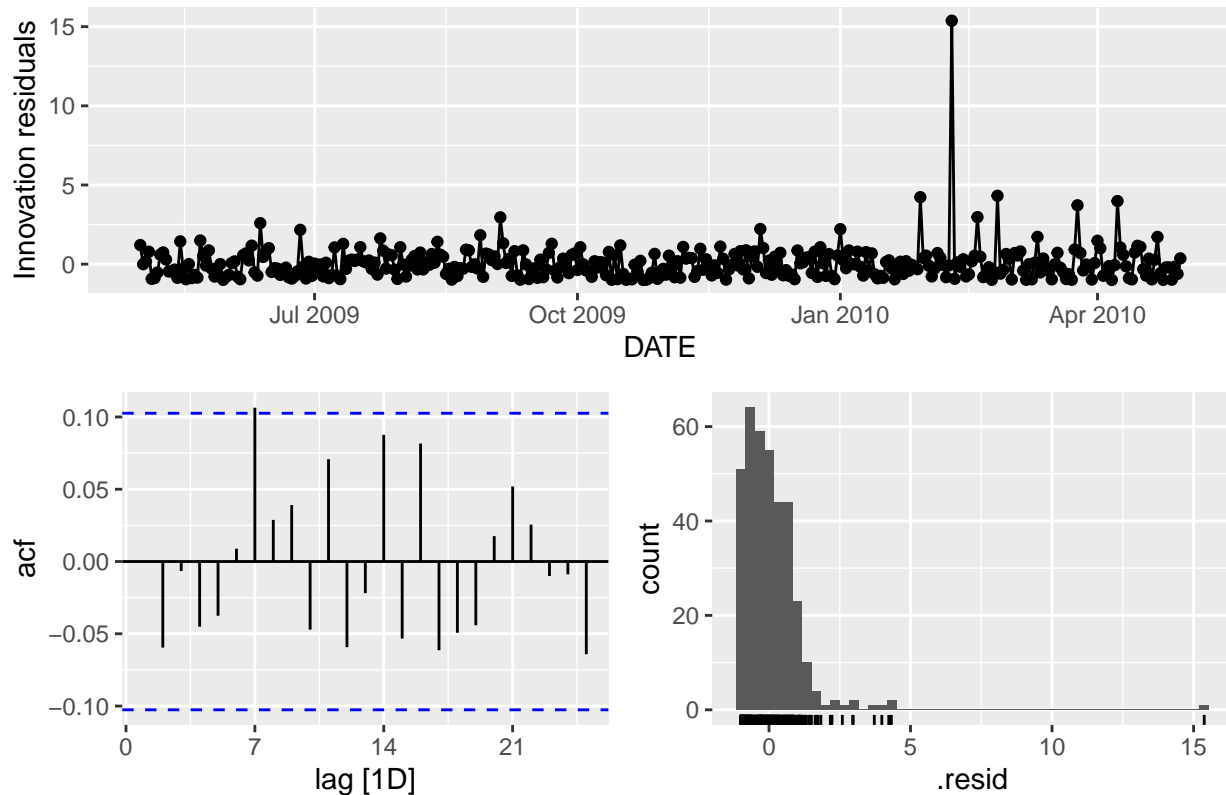 Innovation residuals
15
10
5
0
Jul 2009 Oct 2009 Jan 2010 Apr 2010
DATE
acf
0.10
0.05
0.00
−0.05
−0.10
0 7 14 21
lag [1D]
count
60
40
20
0
0 5 10 15
.resid